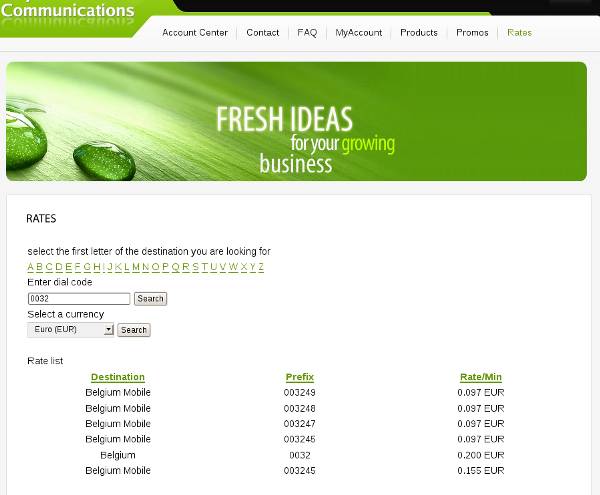 Communications
Account Center Contact FAQ MyAccount Products Promos Rates
FRESH IDEAS
for your growing
business
RATES
select the first letter of the destination you are looking for
A B C D E F G H I J K L M N O P Q R S T U V W X Y Z
Enter dial code
0032 Search
Select a currency
Euro (EUR) Search
Rate list
Destination Prefix Rate/Min
Belgium Mobile 003249 0.097 EUR
Belgium Mobile 003248 0.097 EUR
Belgium Mobile 003247 0.097 EUR
Belgium Mobile 003246 0.097 EUR
Belgium 0032 0.200 EUR
Belgium Mobile 003245 0.155 EUR